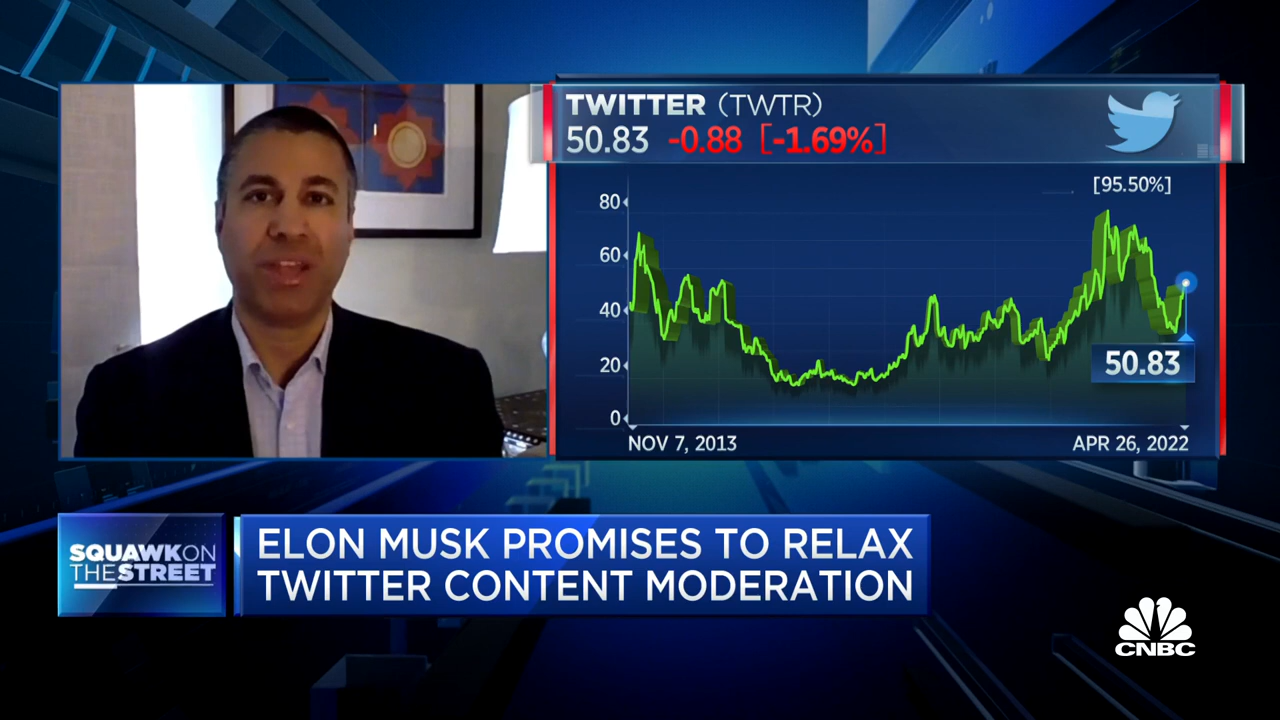 TWITTER (TWTR)
50.83 -0.88 [-1.69%]
[95.50%]
80
60
40
20
0
50.83
NOV 7, 2013
APR 26, 2022
SQUAWK ON
THE STREET
ELON MUSK PROMISES TO RELAX
TWITTER CONTENT MODERATION
CNBC